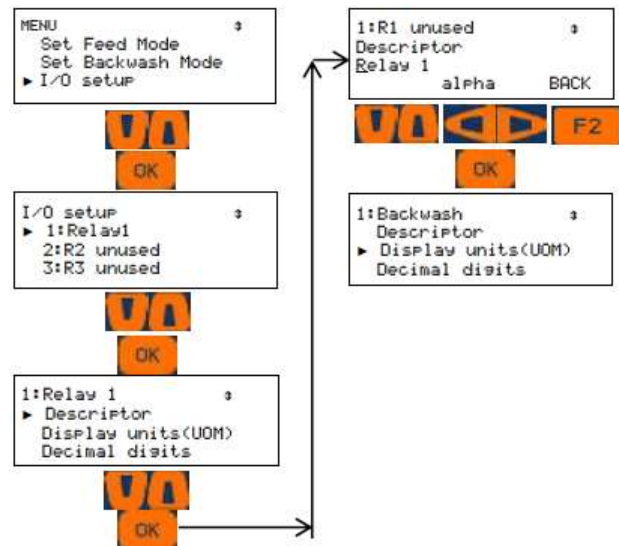 MENU
Set Feed Mode
Set Backwash Mode
► I/O setup
OK
I/O setup
► 1:Relay1
2:R2 unused
3:R3 unused
OK
1:Relay 1
► Descriptor
Display units(UOM)
Decimal digits
OK
1:R1 unused
Descriptor
Relay 1
alpha BACK
F2
OK
1:Backwash
Descriptor
► Display units(UOM)
Decimal digits